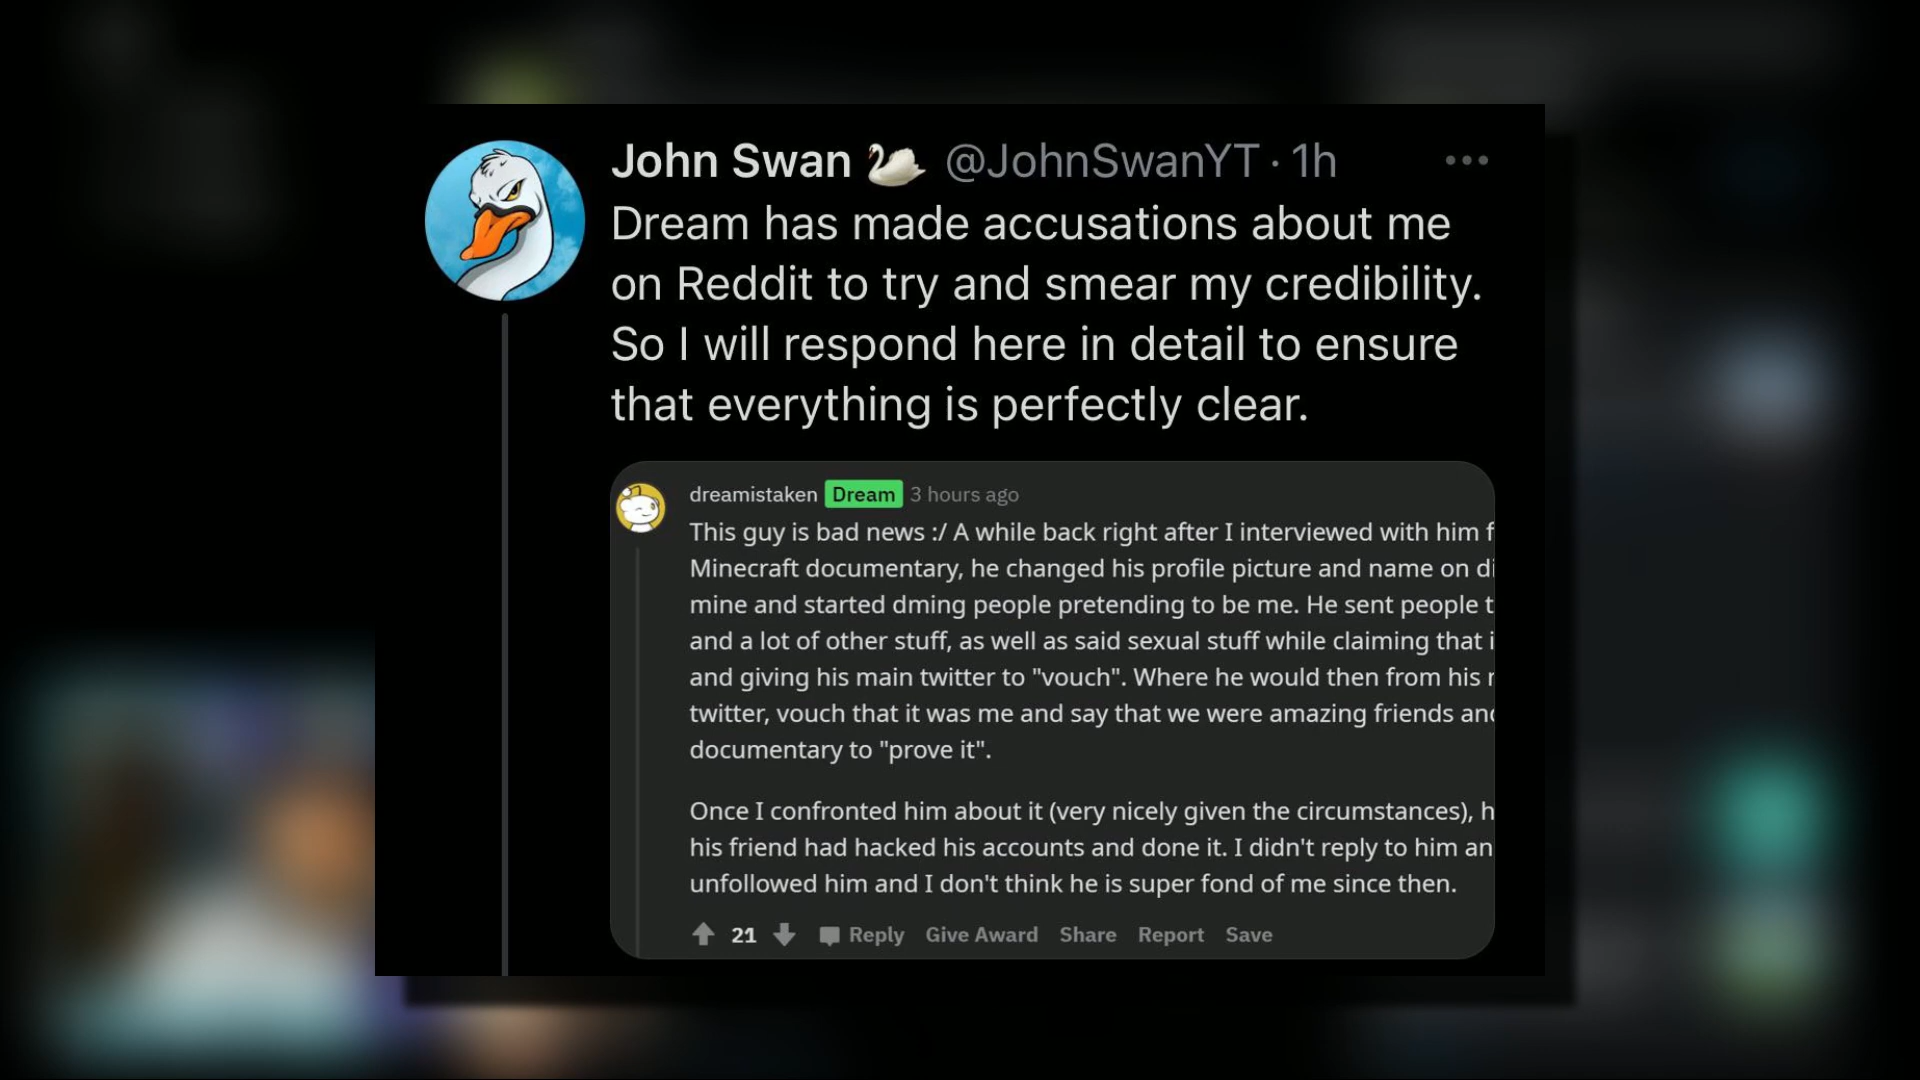 John Swan 🦢 @JohnSwanYT · 1h
Dream has made accusations about me
on Reddit to try and smear my credibility.
So I will respond here in detail to ensure
that everything is perfectly clear.
dreamistaken Dream 3 hours ago
This guy is bad news :/ A while back right after I interviewed with him
Minecraft documentary, he changed his profile picture and name on
mine and started dming people pretending to be me. He sent people
and a lot of other stuff, as well as said sexual stuff while claiming that
and giving his main twitter to "vouch". Where he would then from his
twitter, vouch that it was me and say that we were amazing friends
documentary to "prove it".
Once I confronted him about it (very nicely given the circumstances),
his friend had hacked his accounts and done it. I didn't reply to him
unfollowed him and I don't think he is super fond of me since then.
21 Reply Give Award Share Report Save